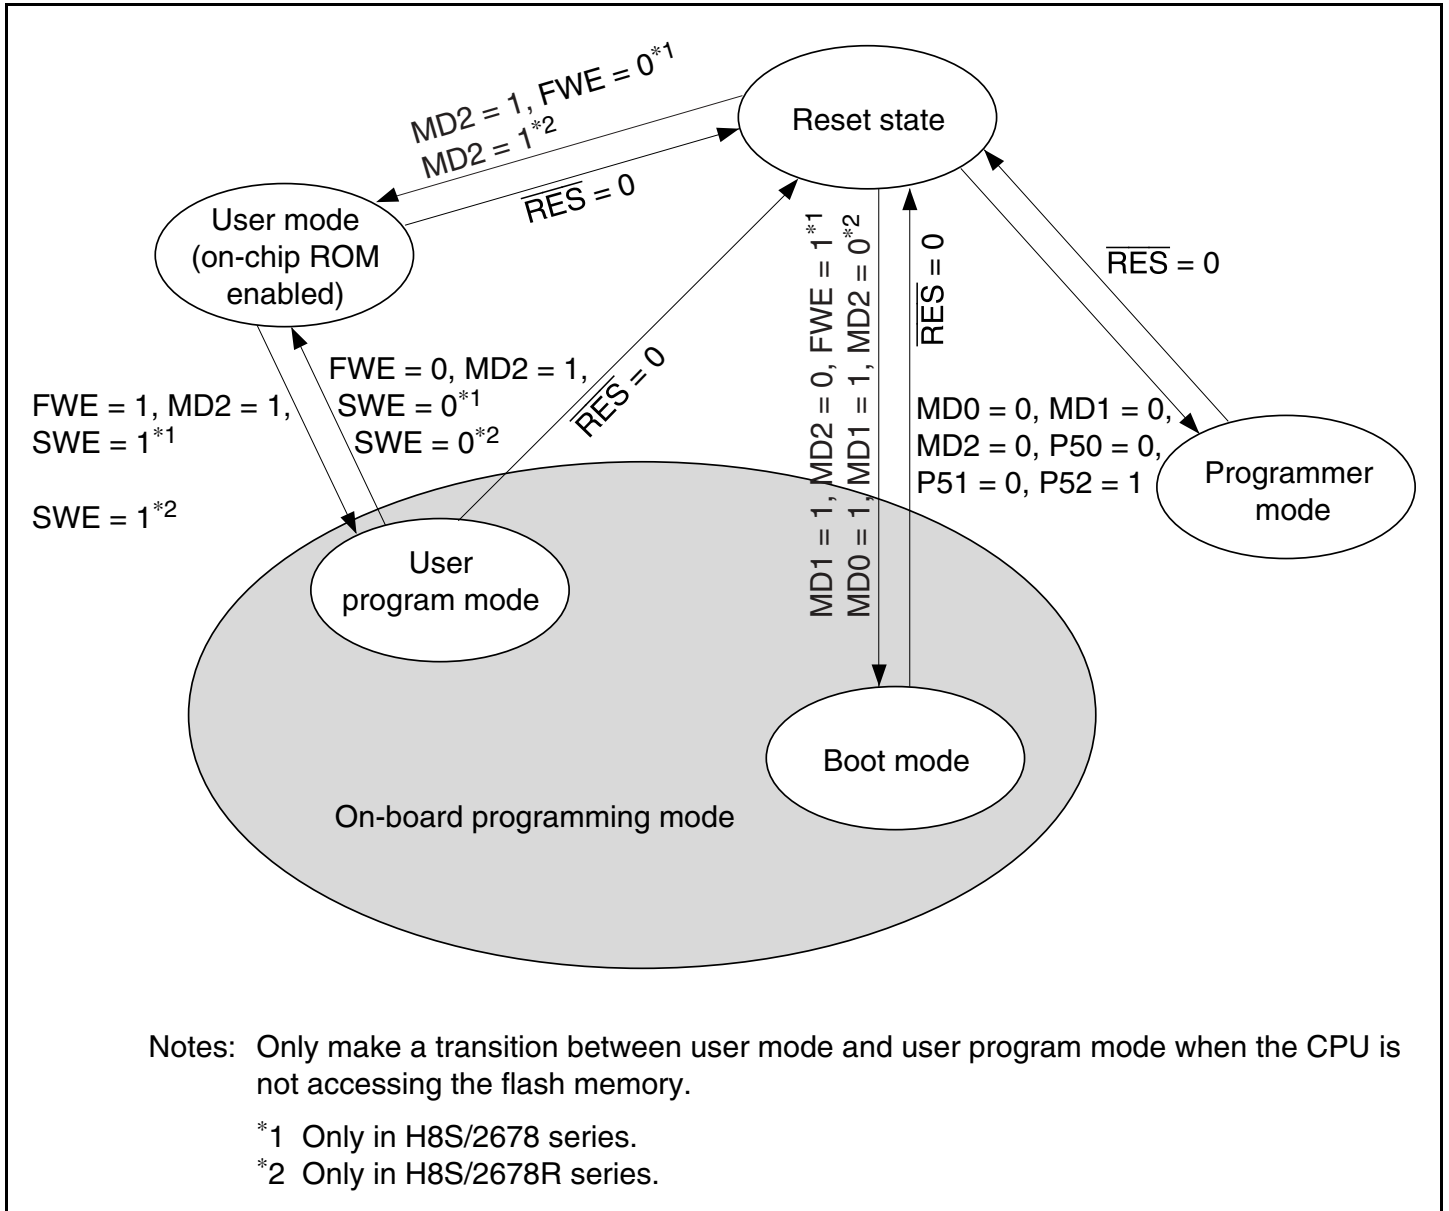 MD2 = 1, FWE = 0*1
MD2 = 1*2
RES = 0
Reset state
User mode
(on-chip ROM
enabled)
FWE = 1, MD2 = 1,
SWE = 1*1
SWE = 1*2
FWE = 0, MD2 = 1,
SWE = 0*1
SWE = 0*2
RES = 0
MD1 = 1, MD2 = 0, FWE = 1*1
MD0 = 1, MD1 = 1, MD2 = 0*2
RES = 0
RES = 0
MD0 = 0, MD1 = 0,
MD2 = 0, P50 = 0,
P51 = 0, P52 = 1
Programmer
mode
User
program mode
Boot mode
On-board programming mode
Notes: Only make a transition between user mode and user program mode when the CPU is
not accessing the flash memory.
*1 Only in H8S/2678 series.
*2 Only in H8S/2678R series.